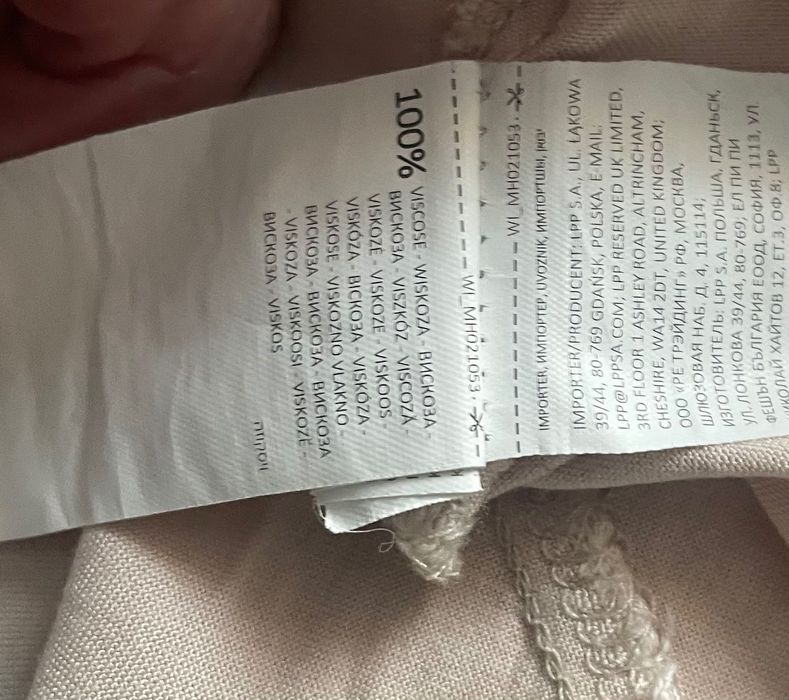 100% VISCOSE - WISKOZA - ВИСКОЗА -
ВИСКОЗА - VISZKÓZ - VISCOZĂ -
VISKOZE - VISKOZE - VISKOOS -
VISKOZA - ВІСКОЗА - VISKÓZA -
VISKOSE - VISKOZNO VLAKNO -
ВИСКОЗА - ВИСКОЗА - ВИСКОЗА
- VISKOZA - VISKOOSI - VISKOZĖ -
ВИСКОЗА - VISKOS
WI_MH021053.
WI_MH021053.
IMPORTER, ИМПОРТЕР, UVOZNIK, ИМПОРТШЫ,
IMPORTER/PRODUCENT: LPP S.A., UL. ŁĄKOWA
39/44, 80-769 GDAŃSK, POLSKA, E-MAIL:
LPP@LPPSA.COM; LPP RESERVED UK LIMITED,
3RD FLOOR 1 ASHLEY ROAD, ALTRINCHAM,
CHESHIRE, WA14 2DT, UNITED KINGDOM;
ООО «РЕ ТРЭЙДИНГ» РФ, МОСКВА,
ШЛЮЗОВАЯ НАБ, Д. 4, 115114;
ИЗГОТОВИТЕЛЬ: LPP S.A. ПОЛЬША, ГДАНЬСК,
УЛ. ЛОНКОВА 39/44, 80-769; ЕЛ ПИ ПИ
ФЕШЪН БЪЛГАРИЯ ЕООД, СОФИЯ, 1113, УЛ.
НИКОЛАЙ ХАЙТОВ 12, ЕТ.3, ОФ.8; LPP